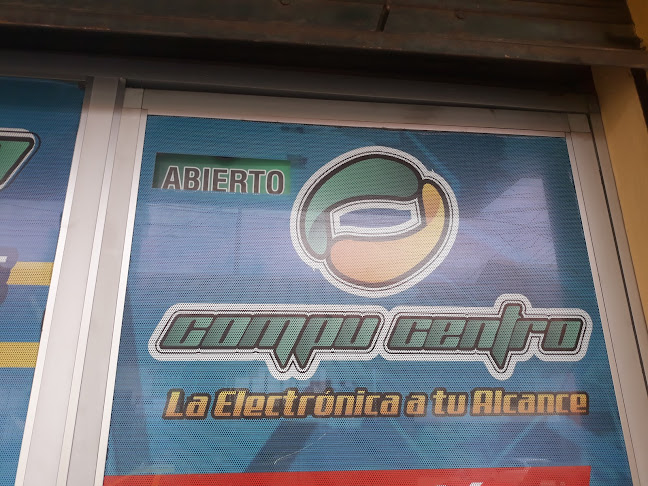 ABIERTO
COMPU CENTRO
La Electrónica a tu Alcance